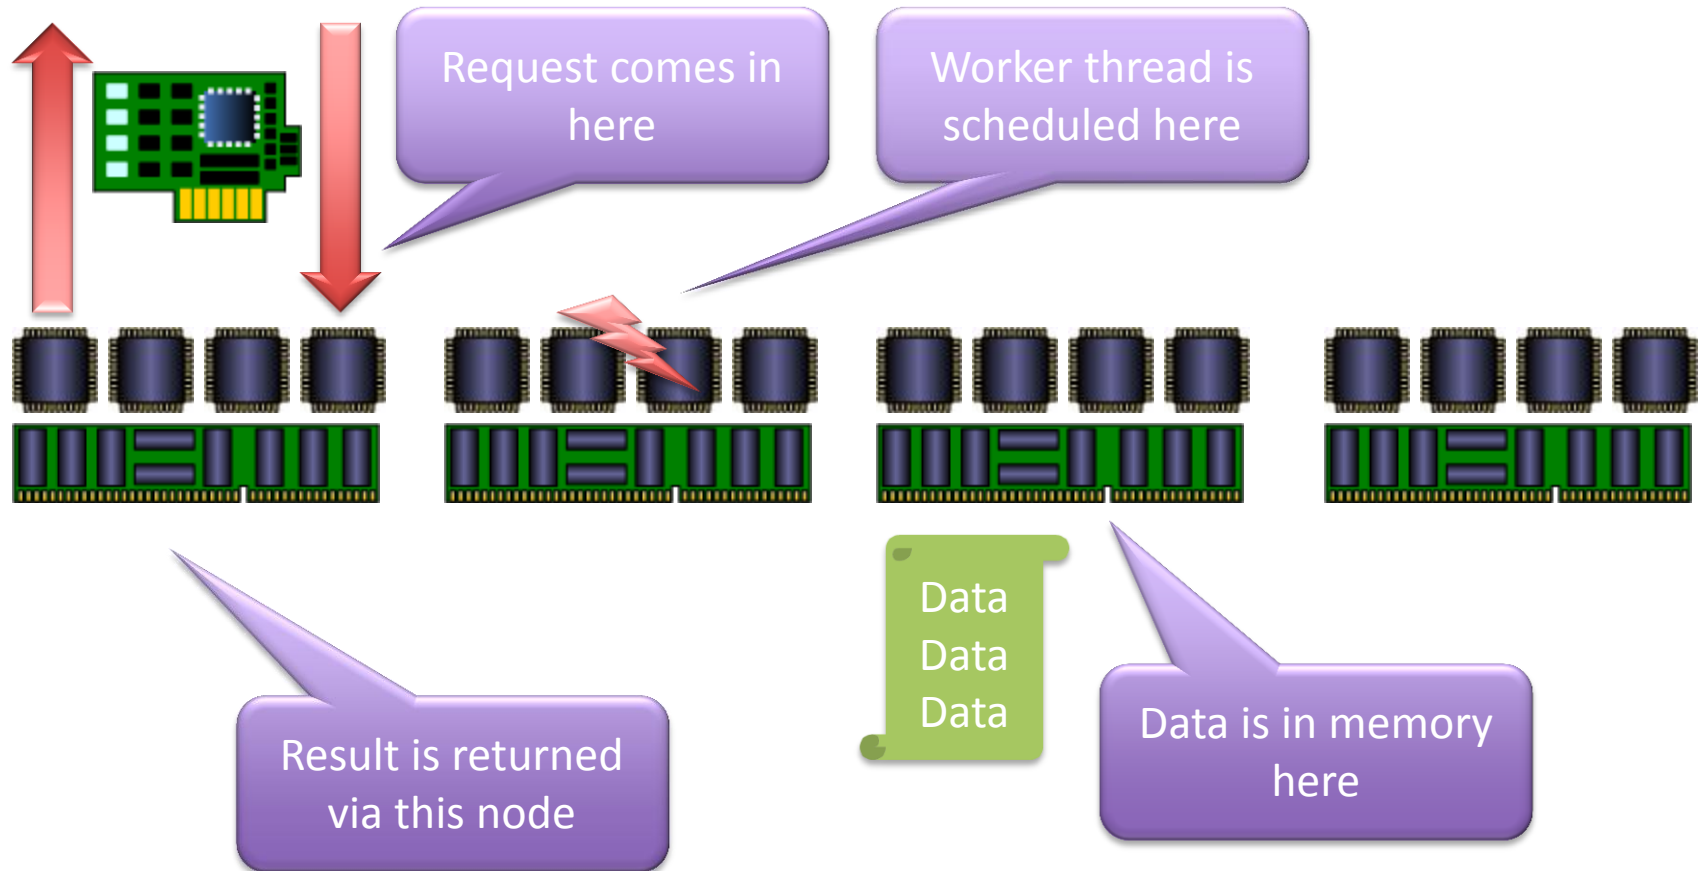 Request comes in
here
Worker thread is
scheduled here
Data
Data
Data
Result is returned
via this node
Data is in memory
here